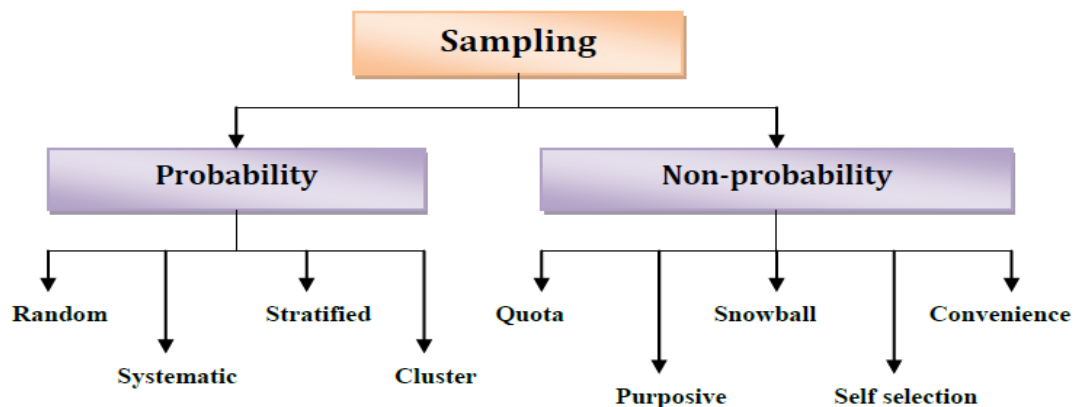 Sampling
Probability
Non-probability
Random
Stratified
Quota
Snowball
Convenience
Systematic
Cluster
Purposive
Self selection